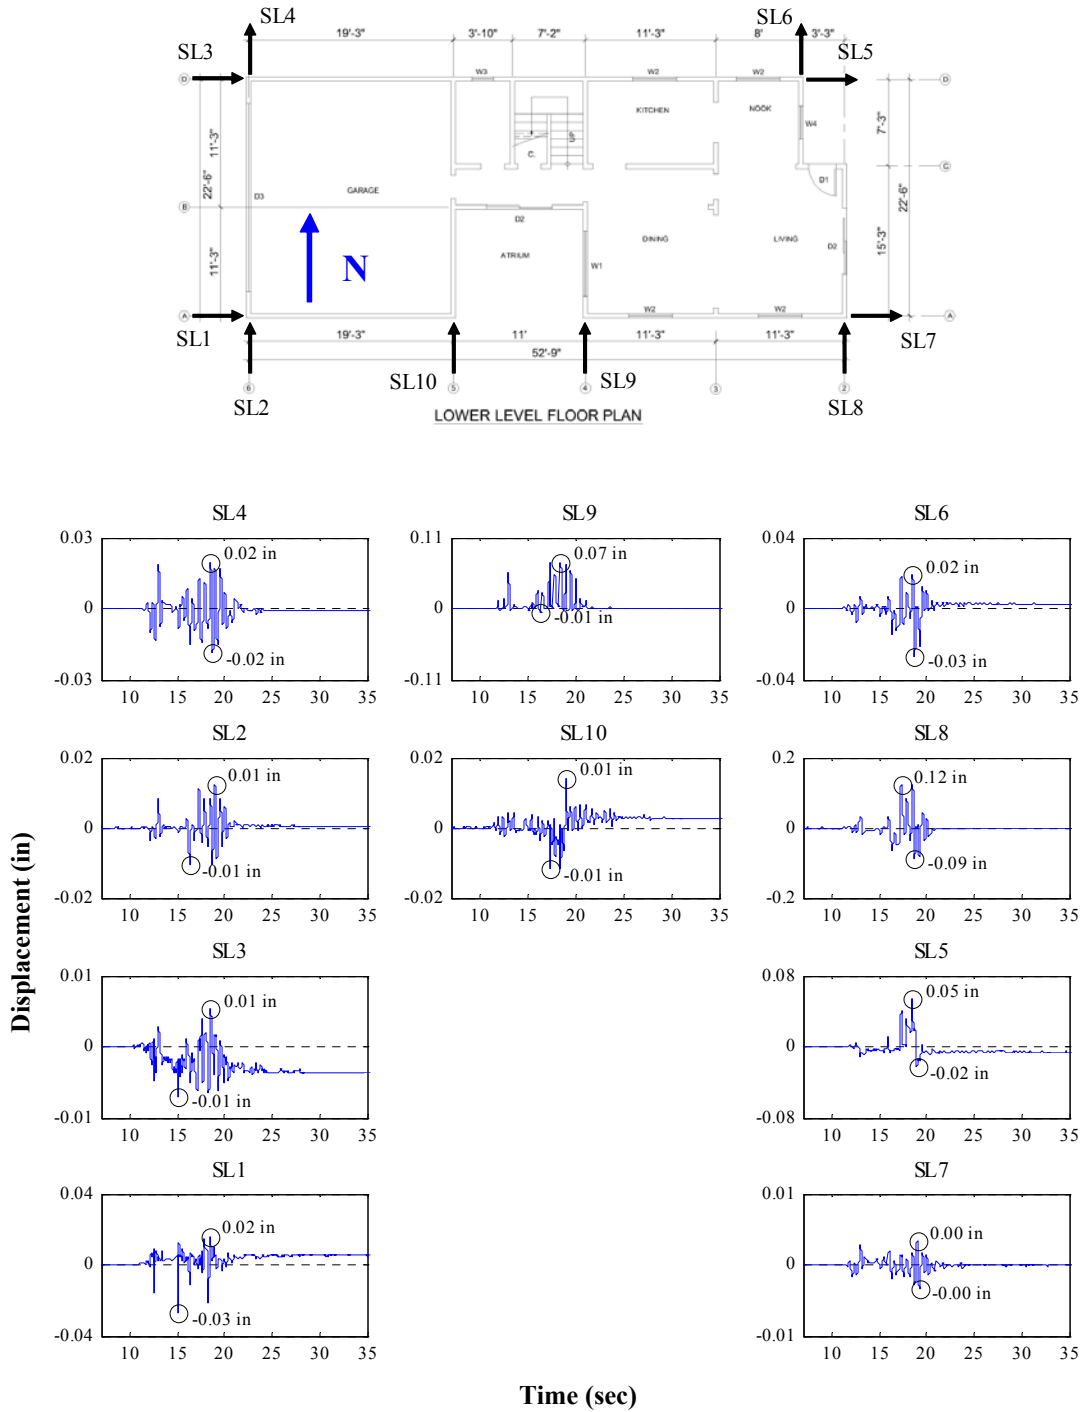 SL4
SL6
SL3
SL5
19'-3"
3'-10"
7'-2"
11'-3"
8'
3'-3"
D
W3
W2
W2
D
KITCHEN
NOOK
W4
7'-3"
11'-3"
UP
C.
D1
22'-6"
GARAGE
D3
22'-6"
B
D2
DINING
LIVING
D2
15'-3"
N
ATRIUM
W1
11'-3"
W2
W2
A
A
SL1
SL7
19'-3"
11'
11'-3"
11'-3"
52'-9"
SL10
SL9
6
5
4
3
2
SL2
SL8
LOWER LEVEL FLOOR PLAN
SL4
0.03
0
-0.03
0.02 in
-0.02 in
10 15 20 25 30 35
SL9
0.11
0
-0.11
0.07 in
-0.01 in
10 15 20 25 30 35
SL6
0.04
0
-0.04
0.02 in
-0.03 in
10 15 20 25 30 35
SL2
0.02
0
-0.02
0.01 in
-0.01 in
10 15 20 25 30 35
SL10
0.02
0
-0.02
0.01 in
-0.01 in
10 15 20 25 30 35
SL8
0.2
0
-0.2
0.12 in
-0.09 in
10 15 20 25 30 35
SL3
0.01
0
-0.01
0.01 in
-0.01 in
10 15 20 25 30 35
SL5
0.08
0
-0.08
0.05 in
-0.02 in
10 15 20 25 30 35
SL1
0.04
0
-0.04
0.02 in
-0.03 in
10 15 20 25 30 35
SL7
0.01
0
-0.01
0.00 in
-0.00 in
10 15 20 25 30 35
Displacement (in)
Time (sec)